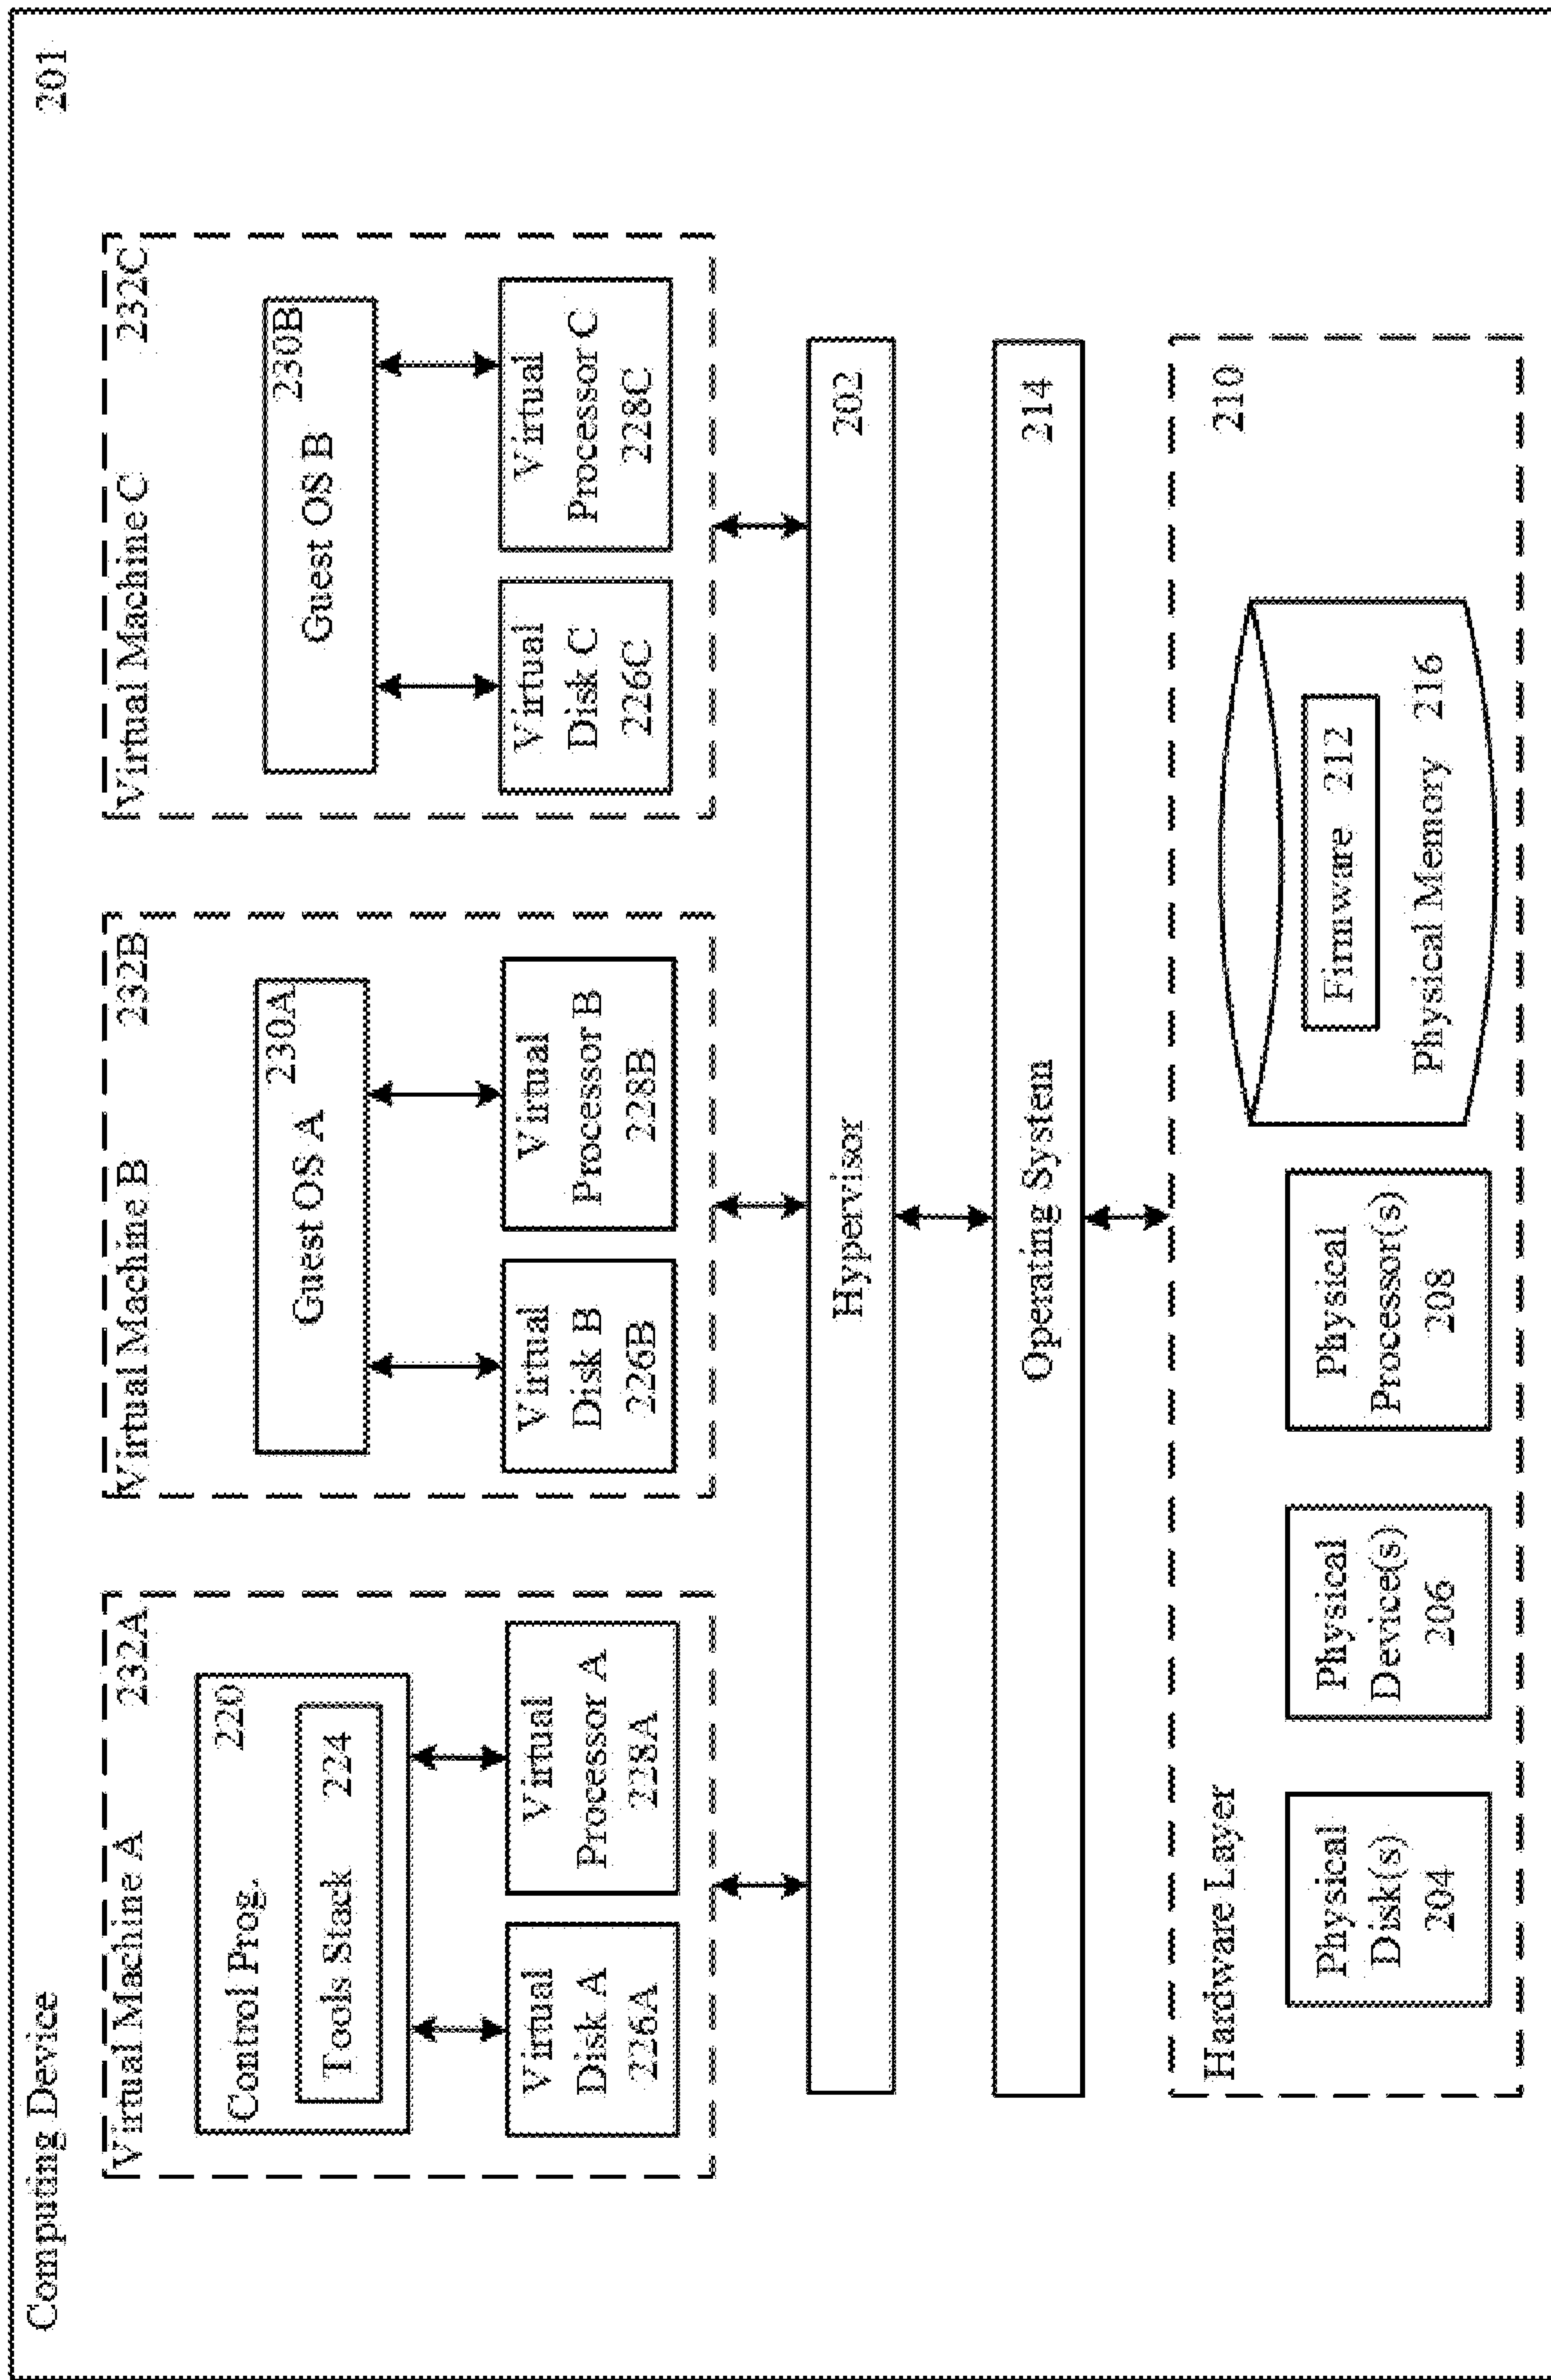 Computing Device
201
Virtual Machine A
232A
Control Prog.
220
Tools Stack 224
Virtual
Disk A
226A
Virtual
Processor A
228A
Virtual Machine B
232B
Guest OS A
230A
Virtual
Disk B
226B
Virtual
Processor B
228B
Virtual Machine C
232C
Guest OS B
230B
Virtual
Disk C
226C
Virtual
Processor C
228C
Hypervisor
202
Operating System
214
Hardware Layer
210
Physical
Disk(s)
204
Physical
Device(s)
206
Physical
Processor(s)
208
Firmware 212
Physical Memory 216